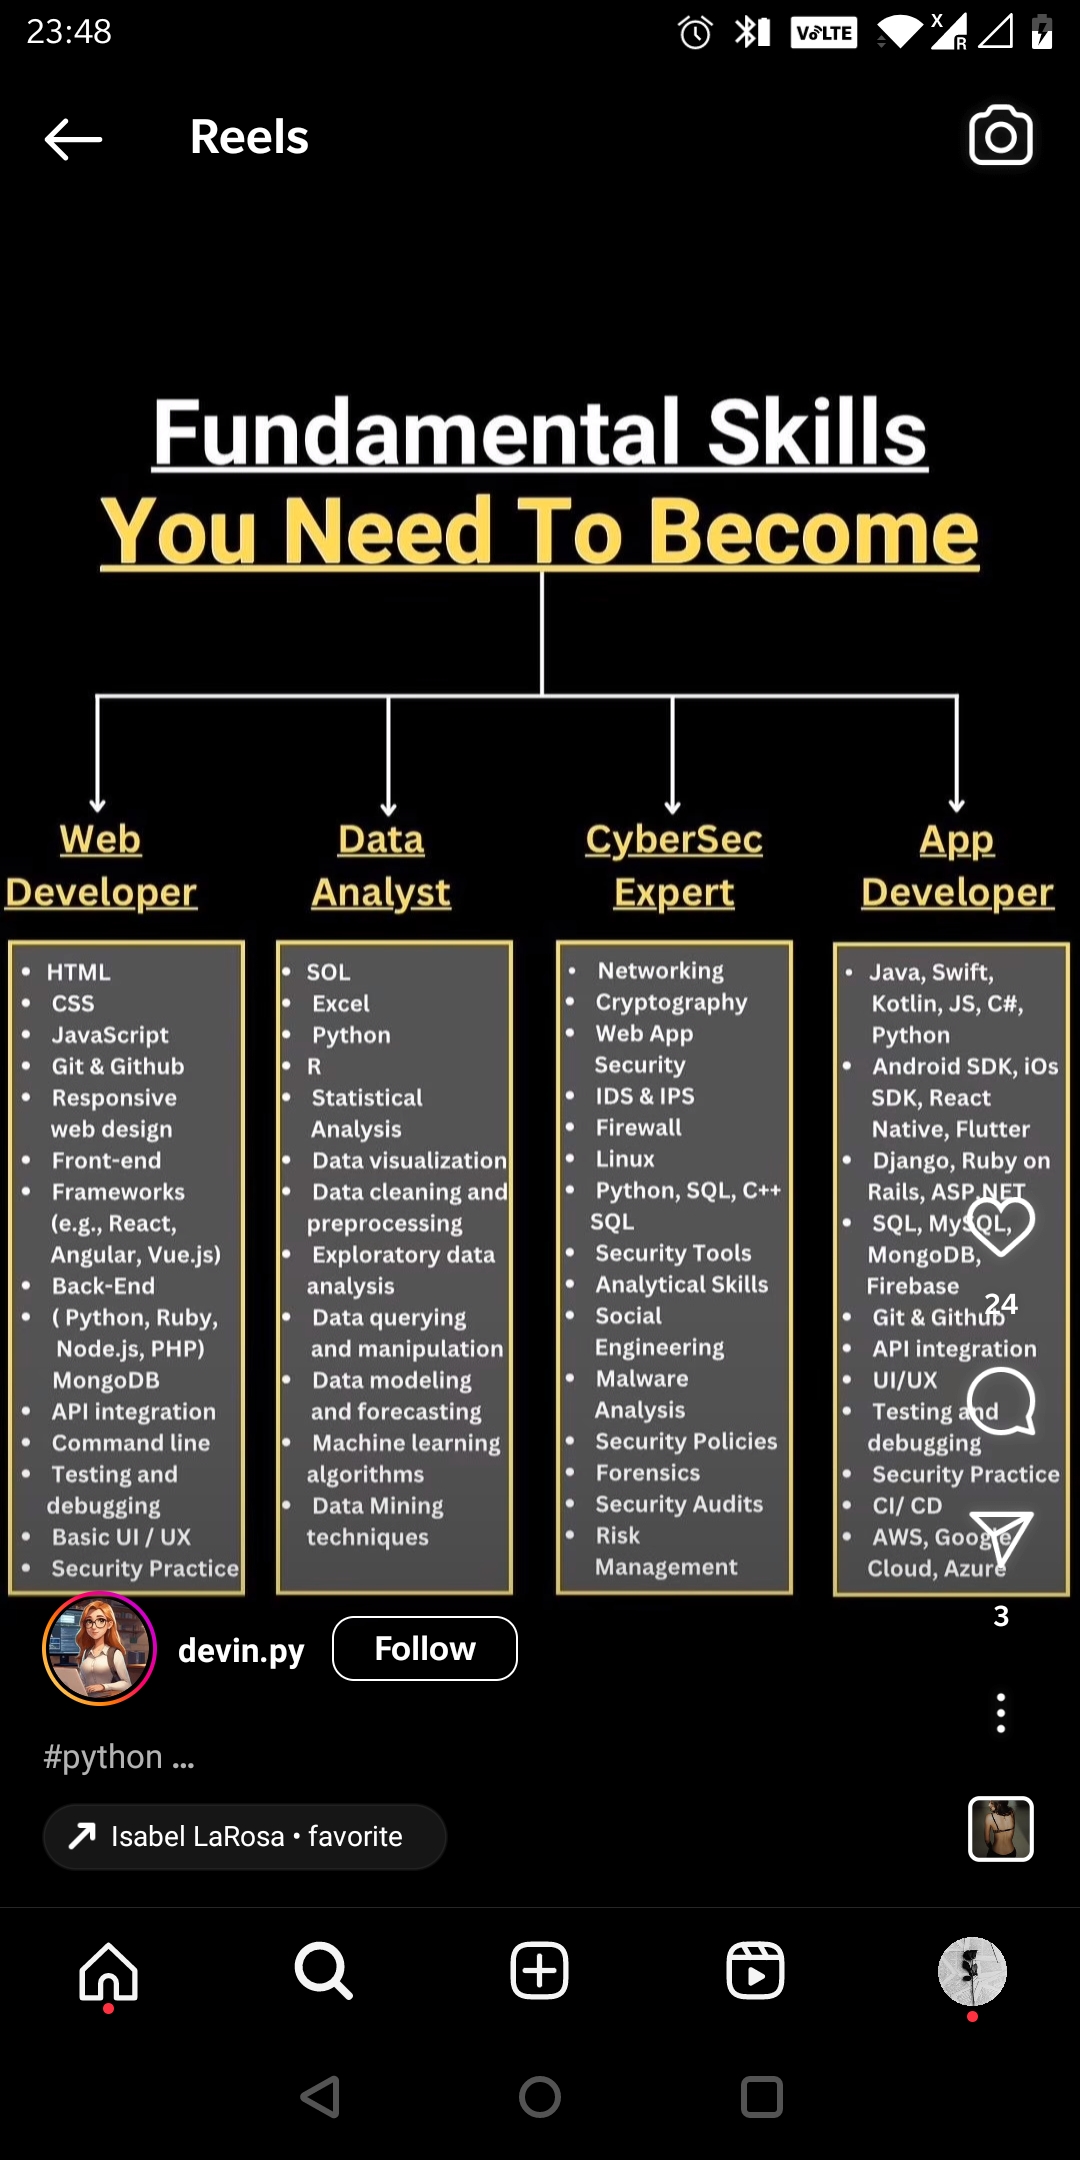 23:48
VoLTE
X
R
Reels
Fundamental Skills
You Need To Become
Web
Developer
• HTML
• CSS
• JavaScript
• Git & Github
• Responsive
web design
• Front-end
• Frameworks
(e.g., React,
Angular, Vue.js)
• Back-End
• ( Python, Ruby,
Node.js, PHP)
MongoDB
• API integration
• Command line
• Testing and
debugging
• Basic UI / UX
• Security Practice
Data
Analyst
• SOL
• Excel
• Python
• R
• Statistical
Analysis
• Data visualization
• Data cleaning and
preprocessing
• Exploratory data
analysis
• Data querying
and manipulation
• Data modeling
and forecasting
• Machine learning
algorithms
• Data Mining
techniques
CyberSec
Expert
• Networking
• Cryptography
• Web App
Security
• IDS & IPS
• Firewall
• Linux
• Python, SQL, C++
SQL
• Security Tools
• Analytical Skills
• Social
Engineering
• Malware
Analysis
• Security Policies
• Forensics
• Security Audits
• Risk
Management
App
Developer
• Java, Swift,
Kotlin, JS, C#,
Python
• Android SDK, iOs
SDK, React
Native, Flutter
• Django, Ruby on
Rails, ASP.NET
• SQL, MySQL,
MongoDB,
Firebase
• Git & Github
• API integration
• UI/UX
• Testing and
debugging
• Security Practice
• CI/ CD
• AWS, Google
Cloud, Azure
24
3
devin.py
Follow
#python ...
Isabel LaRosa • favorite